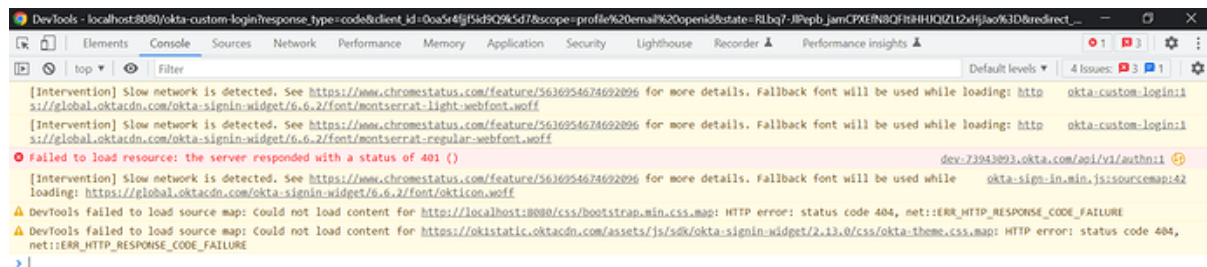 DevTools - localhost:8080/okta-custom-login?response_type=code&client_id=0oa5r4fjjf5id9Q9k5d7&scope=profile%20email%20openid&state=RLbq7-JlPepb_jamCPXEfN8QFItiHHJQIZLt2xHjJao%3D&redirect_...
Elements Console Sources Network Performance Memory Application Security Lighthouse Recorder Performance insights 1 3
top Filter Default levels 4 Issues: 3 1
[Intervention] Slow network is detected. See https://www.chromestatus.com/feature/5636954674692096 for more details. Fallback font will be used while loading: http okta-custom-login:1
s://global.oktacdn.com/okta-signin-widget/6.6.2/font/montserrat-light-webfont.woff
[Intervention] Slow network is detected. See https://www.chromestatus.com/feature/5636954674692096 for more details. Fallback font will be used while loading: http okta-custom-login:1
s://global.oktacdn.com/okta-signin-widget/6.6.2/font/montserrat-regular-webfont.woff
Failed to load resource: the server responded with a status of 401 () dev-73943093.okta.com/api/v1/authn:1
[Intervention] Slow network is detected. See https://www.chromestatus.com/feature/5636954674692096 for more details. Fallback font will be used while okta-sign-in.min.js:sourcemap:42
loading: https://global.oktacdn.com/okta-signin-widget/6.6.2/font/okticon.woff
DevTools failed to load source map: Could not load content for http://localhost:8080/css/bootstrap.min.css.map: HTTP error: status code 404, net::ERR_HTTP_RESPONSE_CODE_FAILURE
DevTools failed to load source map: Could not load content for https://okistatic.oktacdn.com/assets/js/sdk/okta-signin-widget/2.13.0/css/okta-theme.css.map: HTTP error: status code 404,
net::ERR_HTTP_RESPONSE_CODE_FAILURE